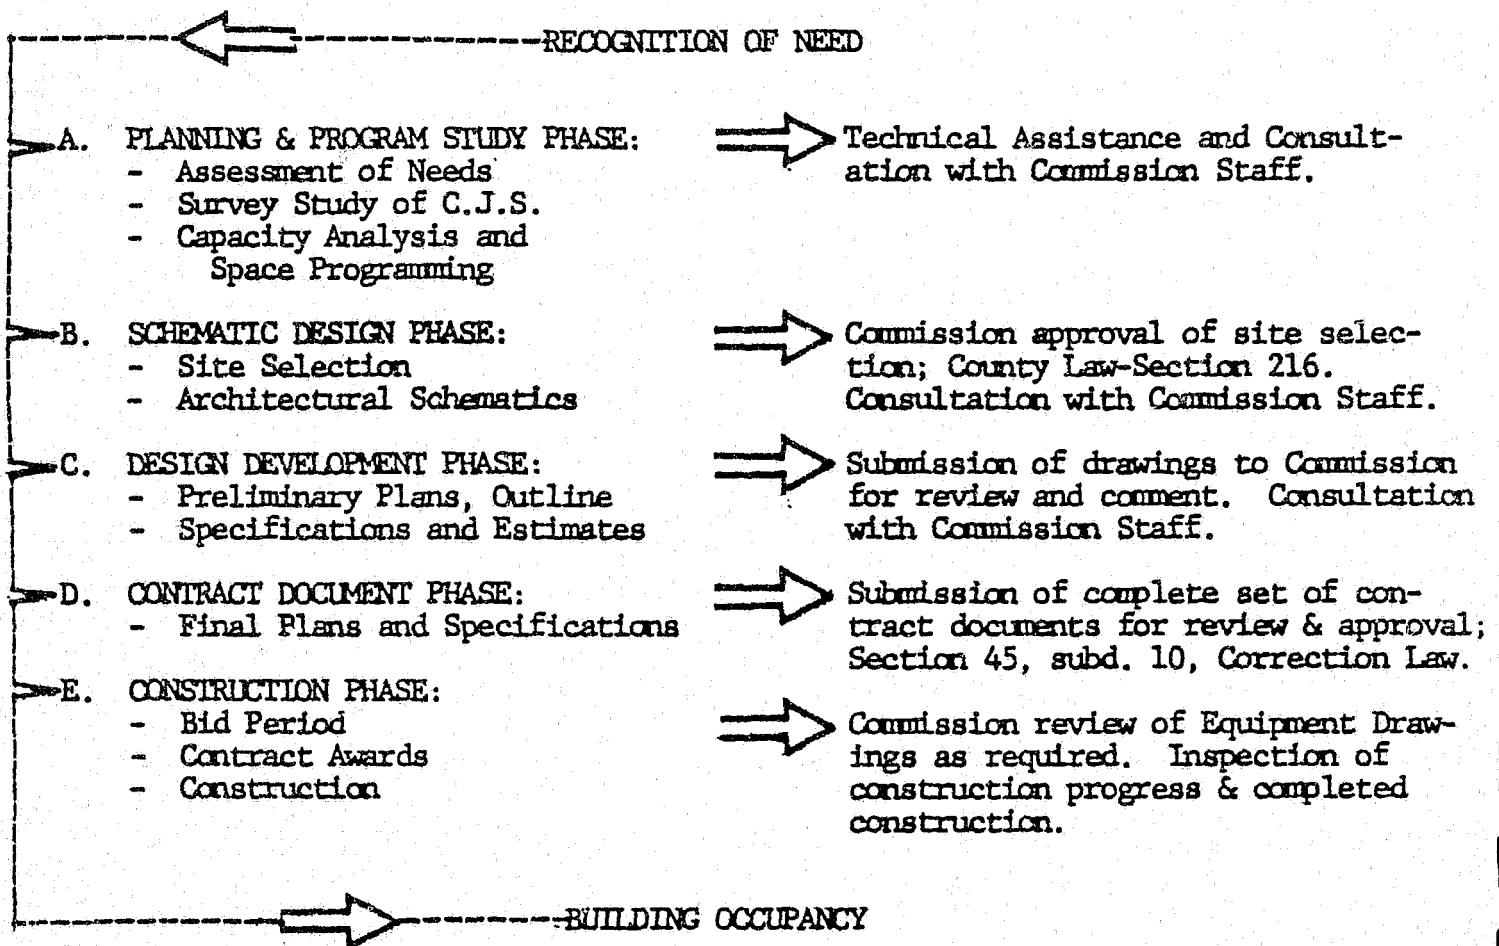 RECOGNITION OF NEED
A. PLANNING & PROGRAM STUDY PHASE:
- Assessment of Needs
- Survey Study of C.J.S.
- Capacity Analysis and
Space Programming
Technical Assistance and Consult-
ation with Commission Staff.
B. SCHEMATIC DESIGN PHASE:
- Site Selection
- Architectural Schematics
Commission approval of site selec-
tion; County Law-Section 216.
Consultation with Commission Staff.
C. DESIGN DEVELOPMENT PHASE:
- Preliminary Plans, Outline
- Specifications and Estimates
Submission of drawings to Commission
for review and comment. Consultation
with Commission Staff.
D. CONTRACT DOCUMENT PHASE:
- Final Plans and Specifications
Submission of complete set of con-
tract documents for review & approval;
Section 45, subd. 10, Correction Law.
E. CONSTRUCTION PHASE:
- Bid Period
- Contract Awards
- Construction
Commission review of Equipment Draw-
ings as required. Inspection of
construction progress & completed
construction.
BUILDING OCCUPANCY